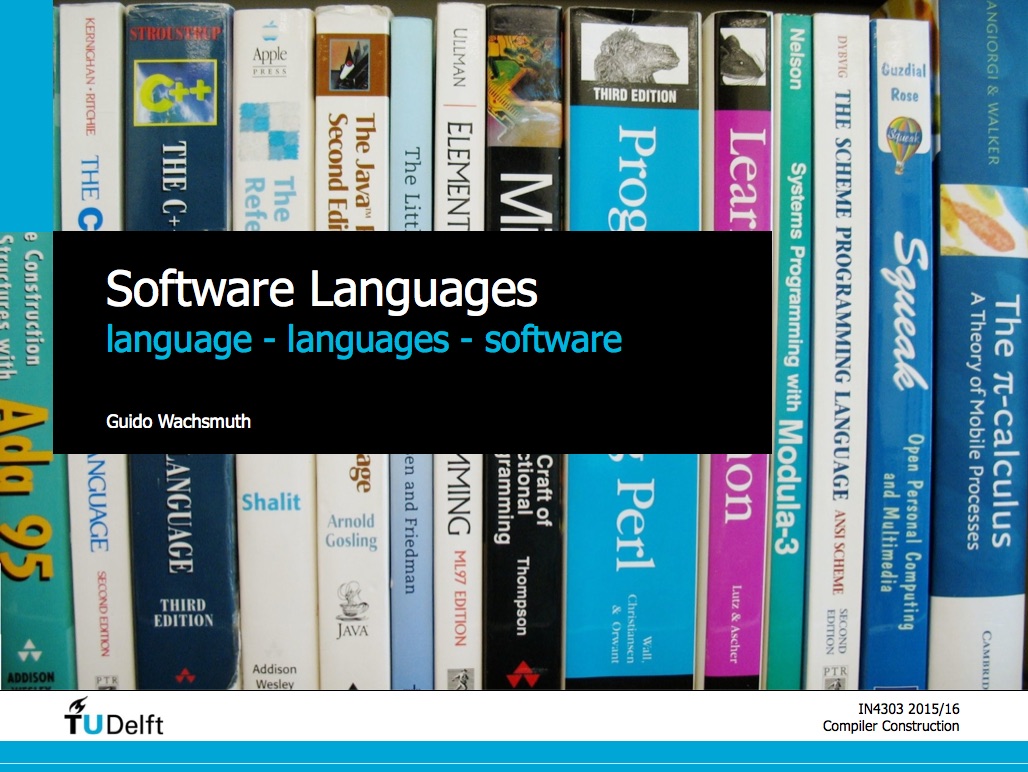 KERNIGHAN • RITCHIE
THE C
LANGUAGE
SECOND EDITION
PTR
STROUSTRUP
C++
THE C+
LANGUAGE
THIRD
EDITION
Apple
PRESS
The
Refe
Shalit
Addison
Wesley
The Java™
Second Edi
age
Arnold
Gosling
JAVA
The Litt
en and Friedman
ULLMAN
ELEMENT
MMING
ML97 EDITION
Mi
Craft of
ctional
gramming
Thompson
THIRD EDITION
Prog
Perl
Wall,
Christiansen
& Orwant
Lear
hon
Lutz & Ascher
Nelson
Systems Programming with Modula-3
DYBVIG
THE SCHEME PROGRAMMING LANGUAGE
ANSI SCHEME
SECOND
EDITION
PTR
Guzdial
Rose
Squeak
Squeak
Open Personal Computing
and Multimedia
ANGIORGI & WALKER
The π-calculus
A Theory of Mobile Processes
CAMBRID
e Construction
Structures with
Ada 95
ADDISON
WESLEY
Software Languages
language - languages - software
Guido Wachsmuth
TUDelft
IN4303 2015/16
Compiler Construction